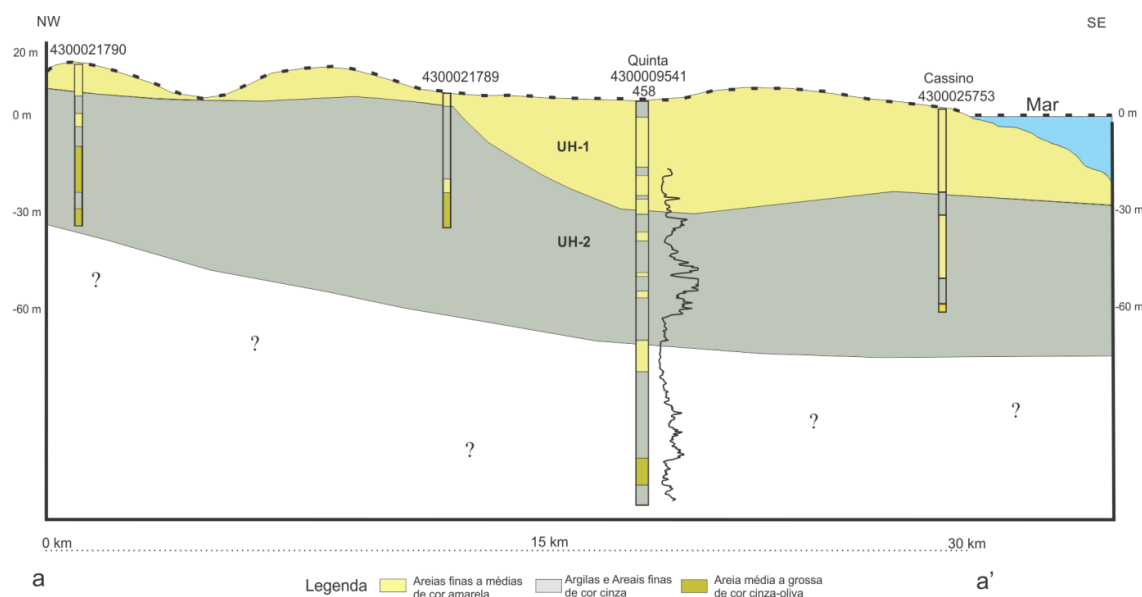 NW
SE
20 m
4300021790
4300021789
Quinta
4300009541
458
Cassino
4300025753
Mar
0 m
0 m
UH-1
-30 m
-30 m
UH-2
?
-60 m
-60 m
?
?
?
?
0 km
15 km
30 km
a
a'
Legenda
Areias finas a médias
de cor amarela
Argilas e Areais finas
de cor cinza
Areia média a grossa
de cor cinza-oliva